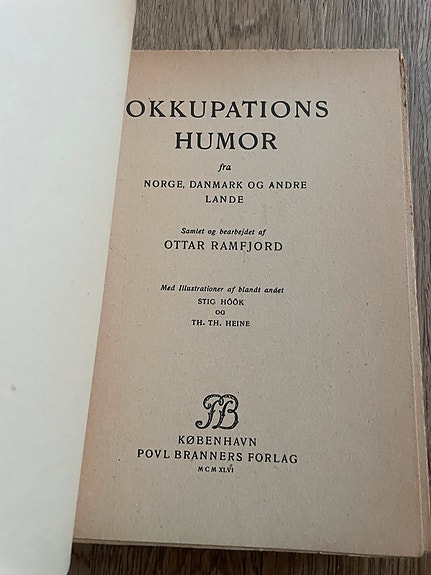 OKKUPATIONS
HUMOR
fra
NORGE, DANMARK OG ANDRE
LANDE
Samlet og bearbejdet af
OTTAR RAMFJORD
Med Illustrationer af blandt andet
STIG HÖÖK
OG
TH. TH. HEINE
PB
KØBENHAVN
POVL BRANNERS FORLAG
MCMXLVI